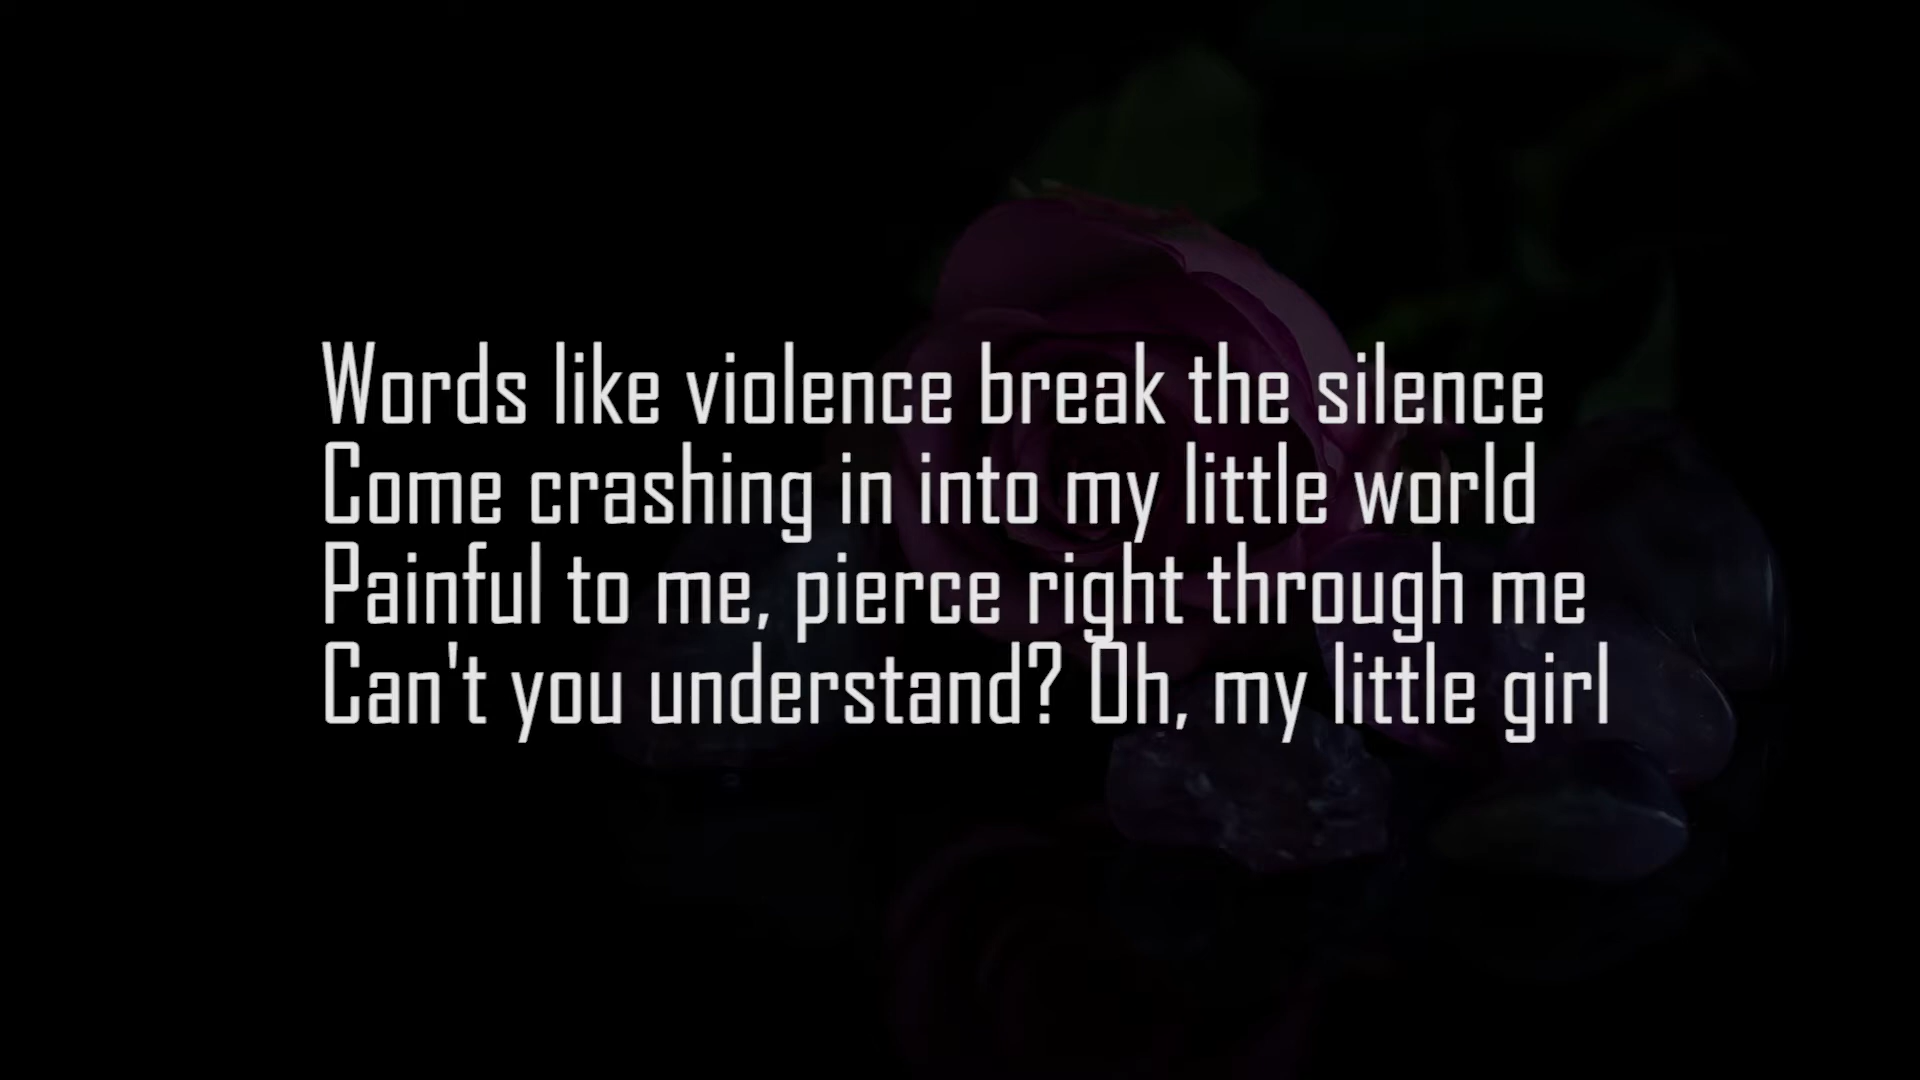 Words like violence break the silence
Come crashing in into my little world
Painful to me, pierce right through me
Can't you understand? Oh, my little girl